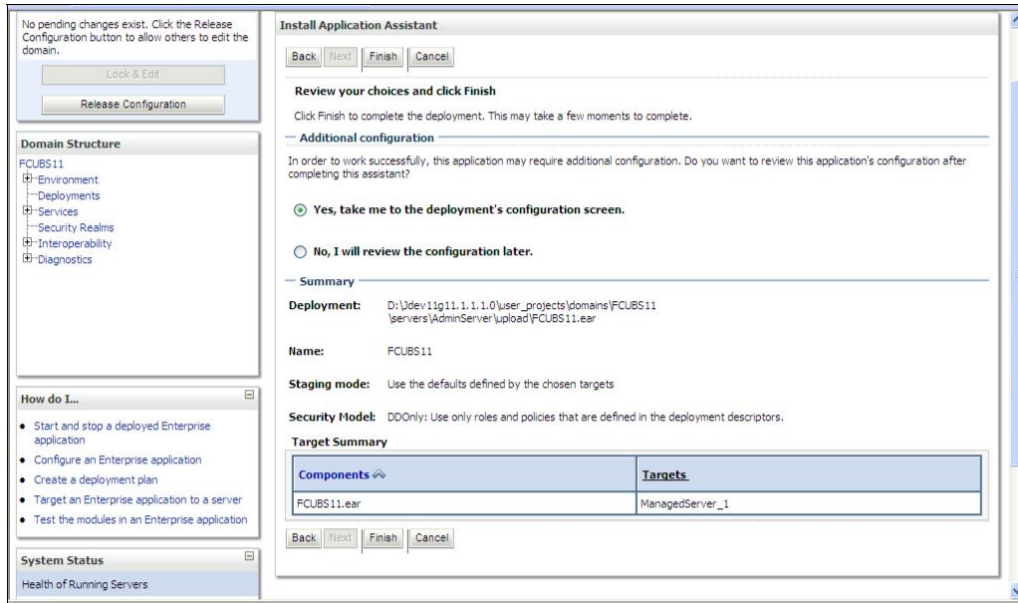 No pending changes exist. Click the Release
Configuration button to allow others to edit the
domain.
Lock & Edit
Release Configuration
Domain Structure
FCUBS11
Environment
Deployments
Services
Security Realms
Interoperability
Diagnostics
How do I...
Start and stop a deployed Enterprise
application
Configure an Enterprise application
Create a deployment plan
Target an Enterprise application to a server
Test the modules in an Enterprise application
System Status
Health of Running Servers
Install Application Assistant
Back Next Finish Cancel
Review your choices and click Finish
Click Finish to complete the deployment. This may take a few moments to complete.
Additional configuration
In order to work successfully, this application may require additional configuration. Do you want to review this application's configuration after
completing this assistant?
Yes, take me to the deployment's configuration screen.
No, I will review the configuration later.
Summary
Deployment: D:\Jdev11g11.1.1.1.0\user_projects\domains\FCUBS11
\servers\AdminServer\upload\FCUBS11.ear
Name: FCUBS11
Staging mode: Use the defaults defined by the chosen targets
Security Model: DDOnly: Use only roles and policies that are defined in the deployment descriptors.
Target Summary
Components Targets
FCUBS11.ear ManagedServer_1
Back Next Finish Cancel